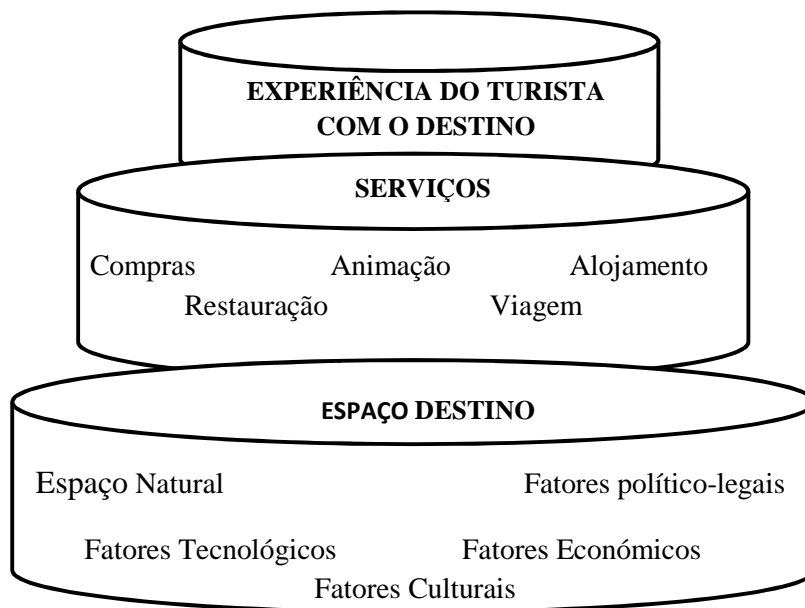 EXPERIÊNCIA DO TURISTA
COM O DESTINO
SERVIÇOS
Compras Animação Alojamento
Restauração Viagem
ESPAÇO DESTINO
Espaço Natural Fatores político-legais
Fatores Tecnológicos Fatores Económicos
Fatores Culturais